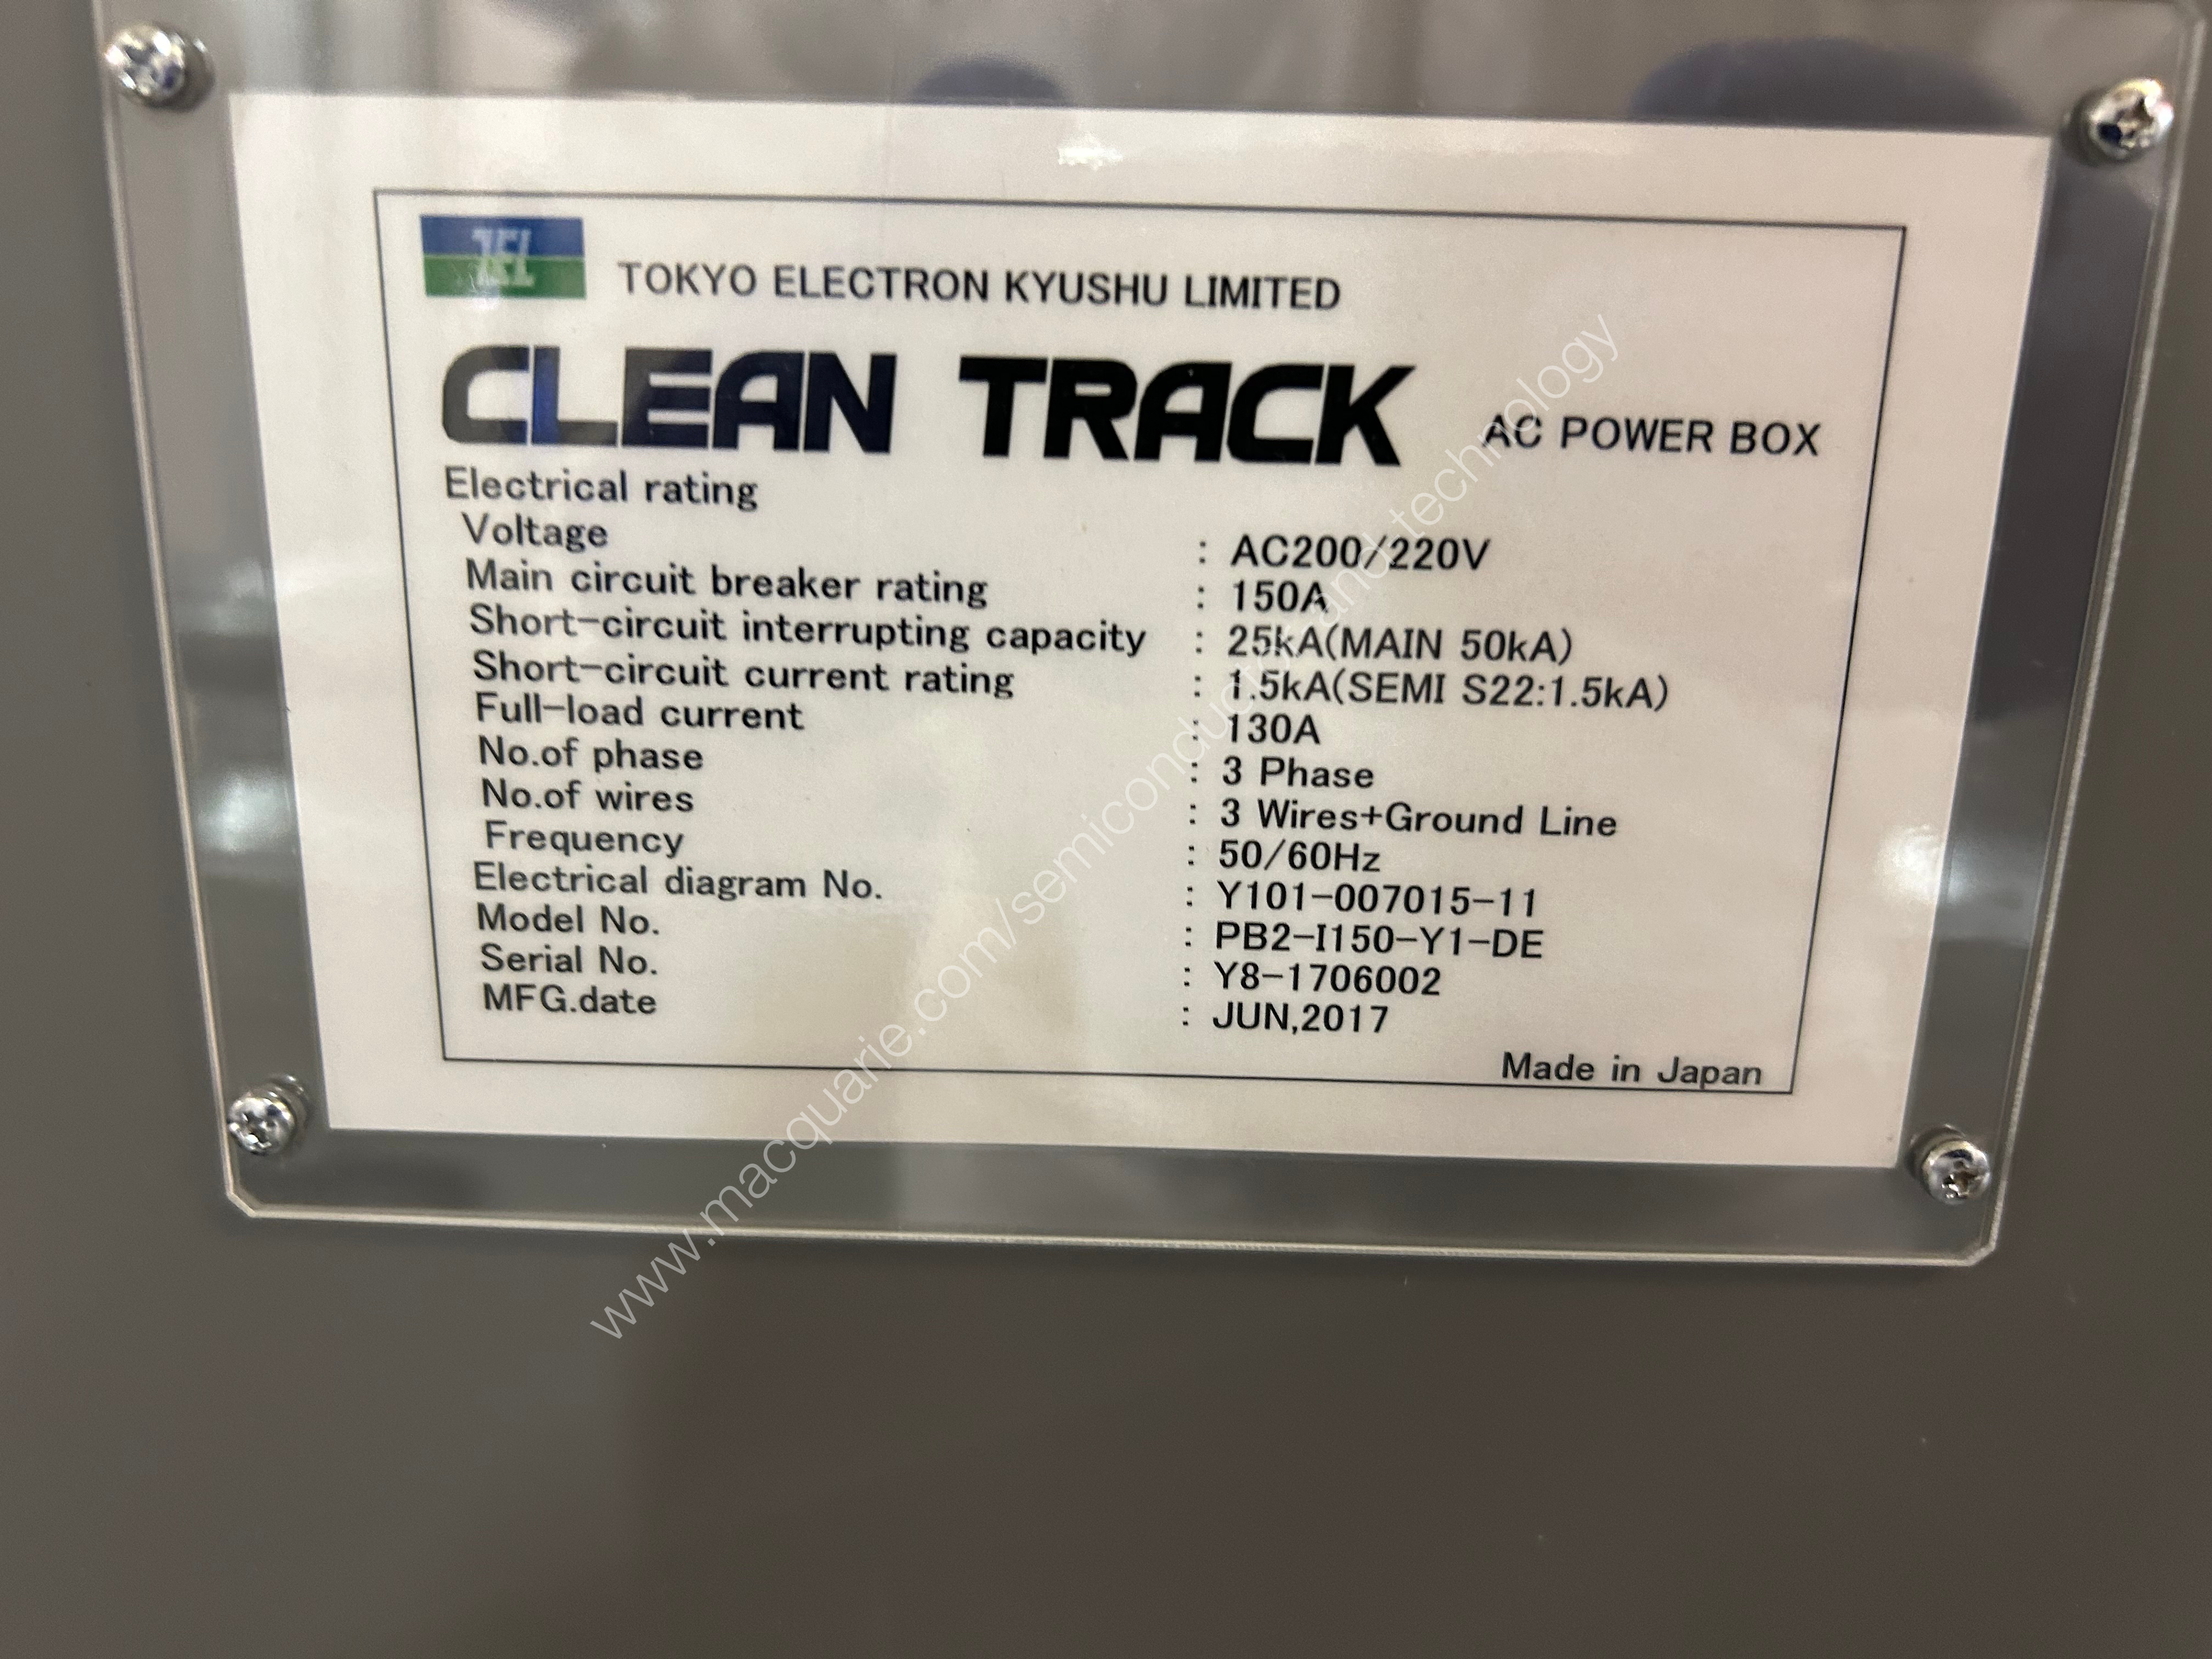 TEL
TOKYO ELECTRON KYUSHU LIMITED
CLEAN TRACK AC POWER BOX
Electrical rating
Voltage : AC200/220V
Main circuit breaker rating : 150A
Short-circuit interrupting capacity : 25kA(MAIN 50kA)
Short-circuit current rating : 1.5kA(SEMI S22:1.5kA)
Full-load current : 130A
No.of phase : 3 Phase
No.of wires : 3 Wires+Ground Line
Frequency : 50/60Hz
Electrical diagram No. : Y101-007015-11
Model No. : PB2-I150-Y1-DE
Serial No. : Y8-1706002
MFG.date : JUN,2017
Made in Japan
www.macquarie.com/semiconductor-and-technology